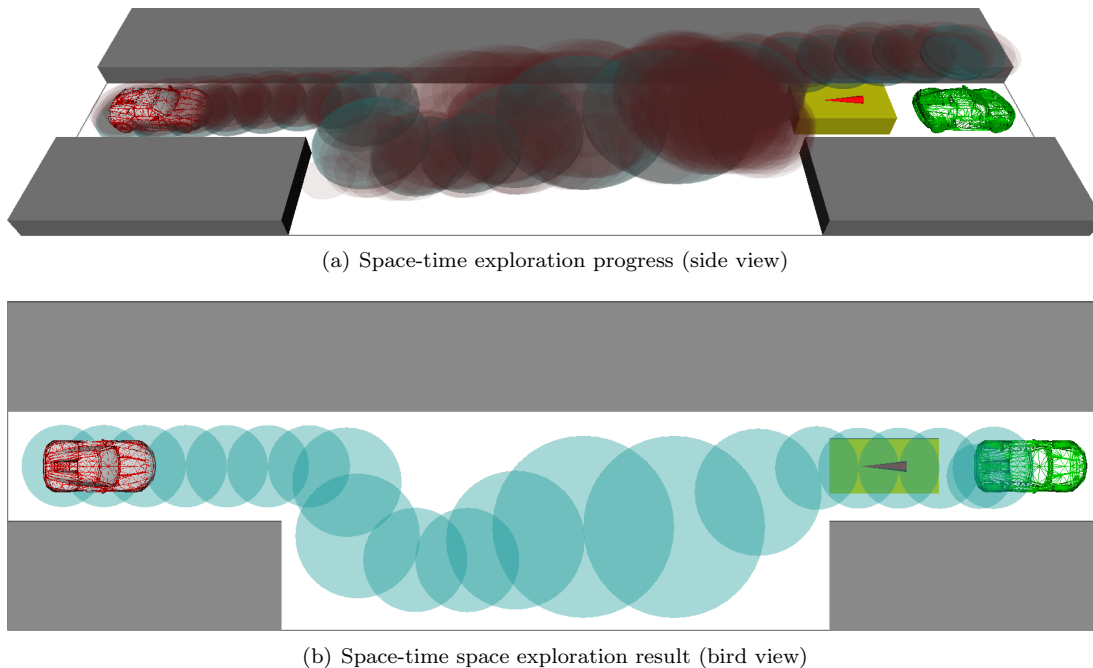 (a) Space-time exploration progress (side view)
(b) Space-time space exploration result (bird view)